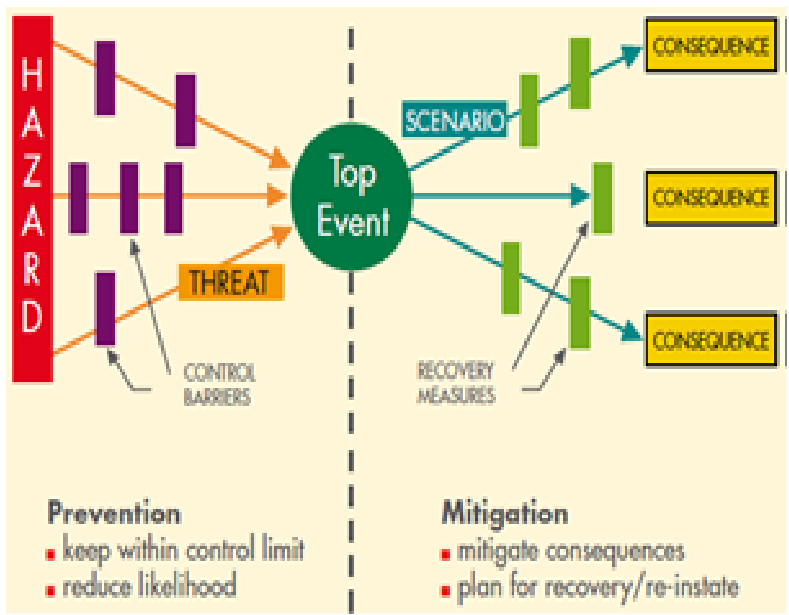 HAZARD
CONSEQUENCE
SCENARIO
Top
Event
CONSEQUENCE
THREAT
CONSEQUENCE
CONTROL
BARRIERS
RECOVERY
MEASURES
Prevention
▪ keep within control limit
▪ reduce likelihood
Mitigation
▪ mitigate consequences
▪ plan for recovery/re-instate